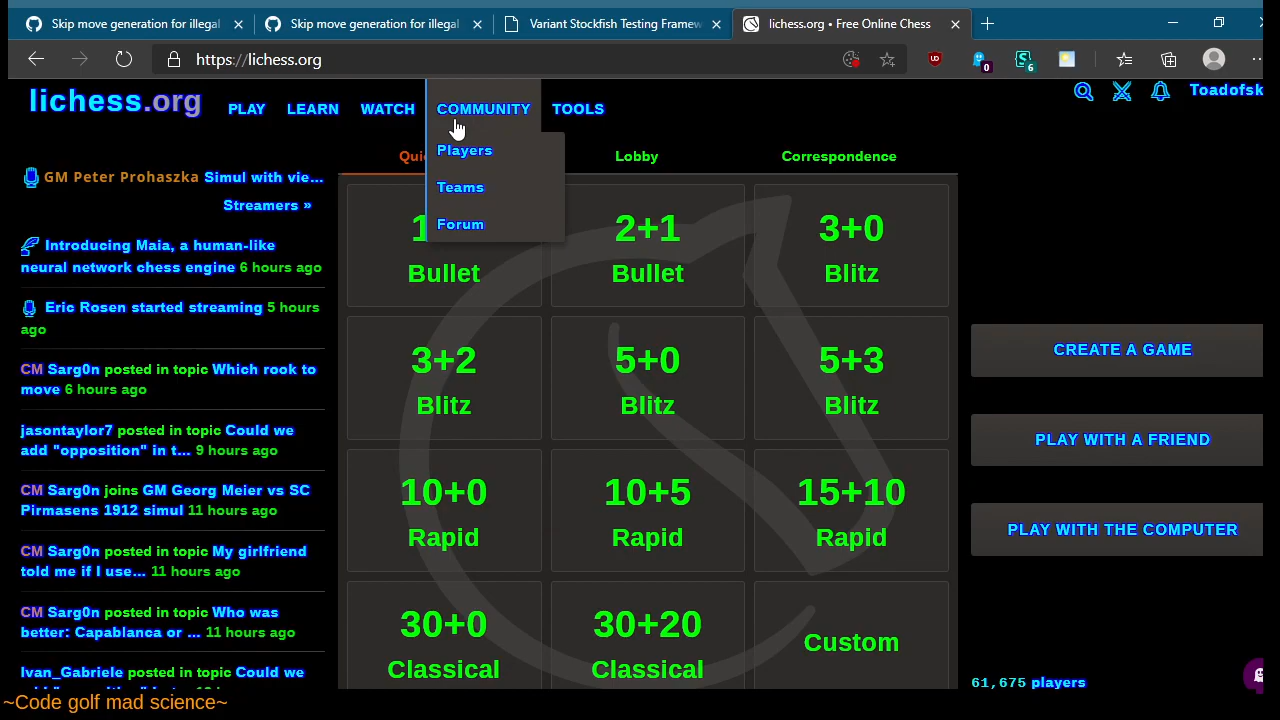 Skip move generation for illegal
Skip move generation for illegal
Variant Stockfish Testing Framew
lichess.org • Free Online Chess
https://lichess.org
UD
0
6
lichess.org
PLAY
LEARN
WATCH
COMMUNITY
TOOLS
Toadofsk
Players
Teams
Forum
Lobby
Correspondence
GM Peter Prohaszka Simul with vie...
Streamers »
Introducing Maia, a human-like
neural network chess engine 6 hours ago
Eric Rosen started streaming 5 hours
ago
CM Sarg0n posted in topic Which rook to
move 6 hours ago
jasontaylor7 posted in topic Could we
add "opposition" in t... 9 hours ago
CM Sarg0n joins GM Georg Meier vs SC
Pirmasens 1912 simul 11 hours ago
CM Sarg0n posted in topic My girlfriend
told me if I use... 11 hours ago
CM Sarg0n posted in topic Who was
better: Capablanca or ... 11 hours ago
Ivan_Gabriele posted in topic Could we
Bullet
2+1
Bullet
3+0
Blitz
3+2
Blitz
5+0
Blitz
5+3
Blitz
10+0
Rapid
10+5
Rapid
15+10
Rapid
30+0
Classical
30+20
Classical
Custom
CREATE A GAME
PLAY WITH A FRIEND
PLAY WITH THE COMPUTER
61,675 players
~Code golf mad science~